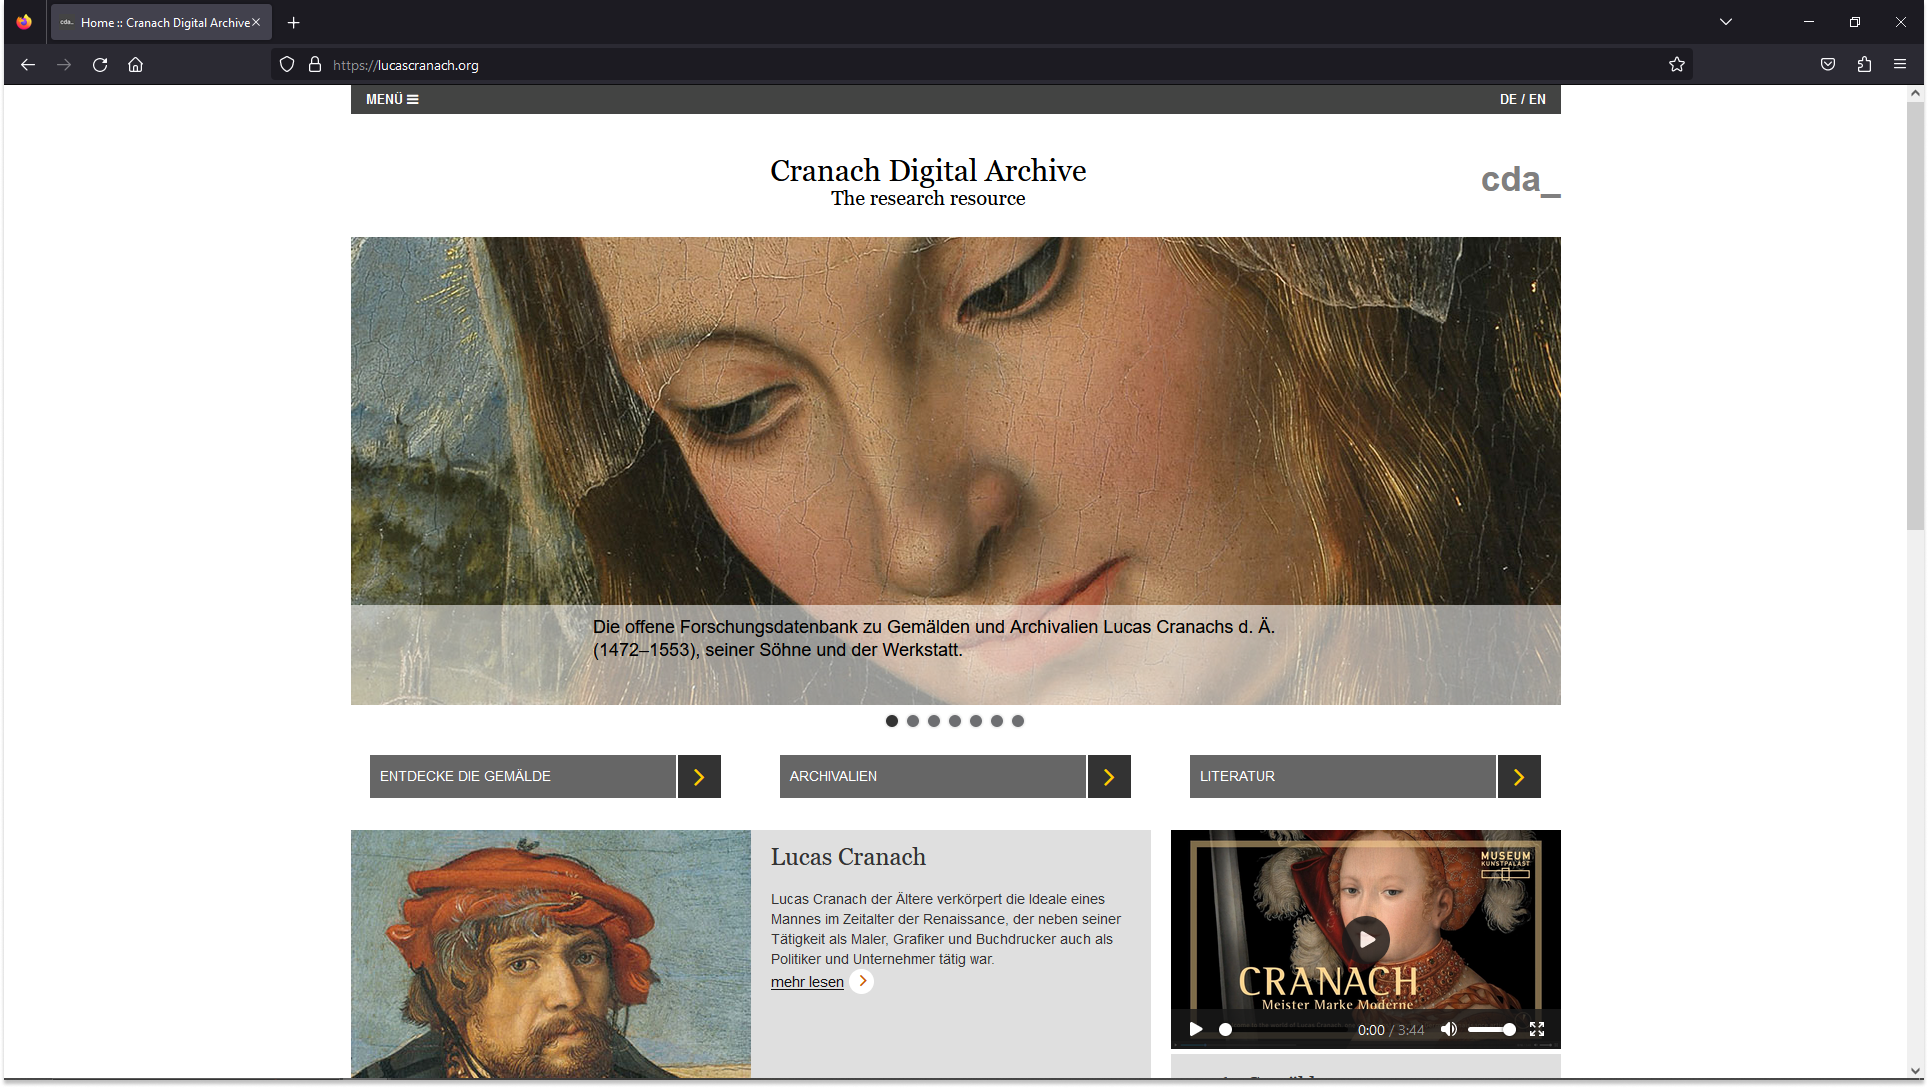 cda_ Home :: Cranach Digital Archive
https://lucascranach.org
MENÜ
DE / EN
Cranach Digital Archive
The research resource
cda_
Die offene Forschungsdatenbank zu Gemälden und Archivalien Lucas Cranachs d. Ä.
(1472–1553), seiner Söhne und der Werkstatt.
ENTDECKE DIE GEMÄLDE
ARCHIVALIEN
LITERATUR
Lucas Cranach
Lucas Cranach der Ältere verkörpert die Ideale eines
Mannes im Zeitalter der Renaissance, der neben seiner
Tätigkeit als Maler, Grafiker und Buchdrucker auch als
Politiker und Unternehmer tätig war.
mehr lesen
MUSEUM
KUNSTPALAST
CRANACH
Meister Marke Moderne
0:00 / 3:44